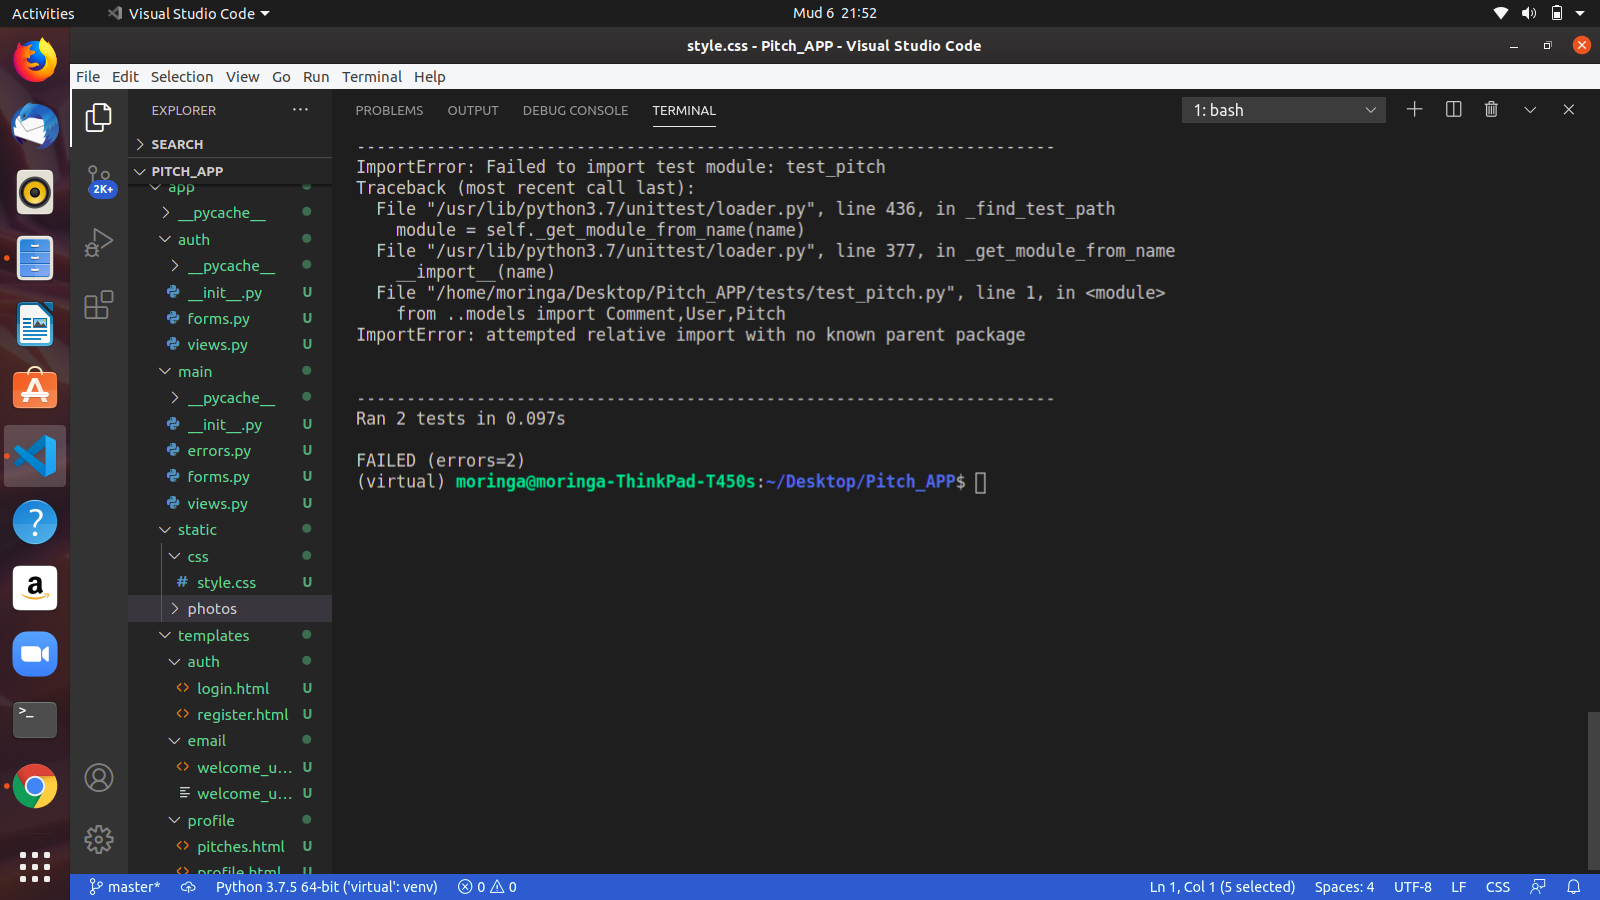 Activities
Visual Studio Code
Mud 6 21:52
style.css - Pitch_APP - Visual Studio Code
File Edit Selection View Go Run Terminal Help
EXPLORER
PROBLEMS OUTPUT DEBUG CONSOLE TERMINAL
1: bash
SEARCH
PITCH_APP
2K+
app
__pycache__
auth
__pycache__
__init__.py U
forms.py U
views.py U
main
__pycache__
__init__.py U
errors.py U
forms.py U
views.py U
static
css
# style.css U
photos
templates
auth
login.html U
register.html U
email
welcome_u... U
welcome_u... U
profile
pitches.html U
profile.html U
----------------------------------------------------------------------
ImportError: Failed to import test module: test_pitch
Traceback (most recent call last):
File "/usr/lib/python3.7/unittest/loader.py", line 436, in _find_test_path
module = self._get_module_from_name(name)
File "/usr/lib/python3.7/unittest/loader.py", line 377, in _get_module_from_name
__import__(name)
File "/home/moringa/Desktop/Pitch_APP/tests/test_pitch.py", line 1, in <module>
from ..models import Comment,User,Pitch
ImportError: attempted relative import with no known parent package
----------------------------------------------------------------------
Ran 2 tests in 0.097s
FAILED (errors=2)
(virtual) moringa@moringa-ThinkPad-T450s:~/Desktop/Pitch_APP$
master* Python 3.7.5 64-bit ('virtual': venv) 0 0
Ln 1, Col 1 (5 selected) Spaces: 4 UTF-8 LF CSS